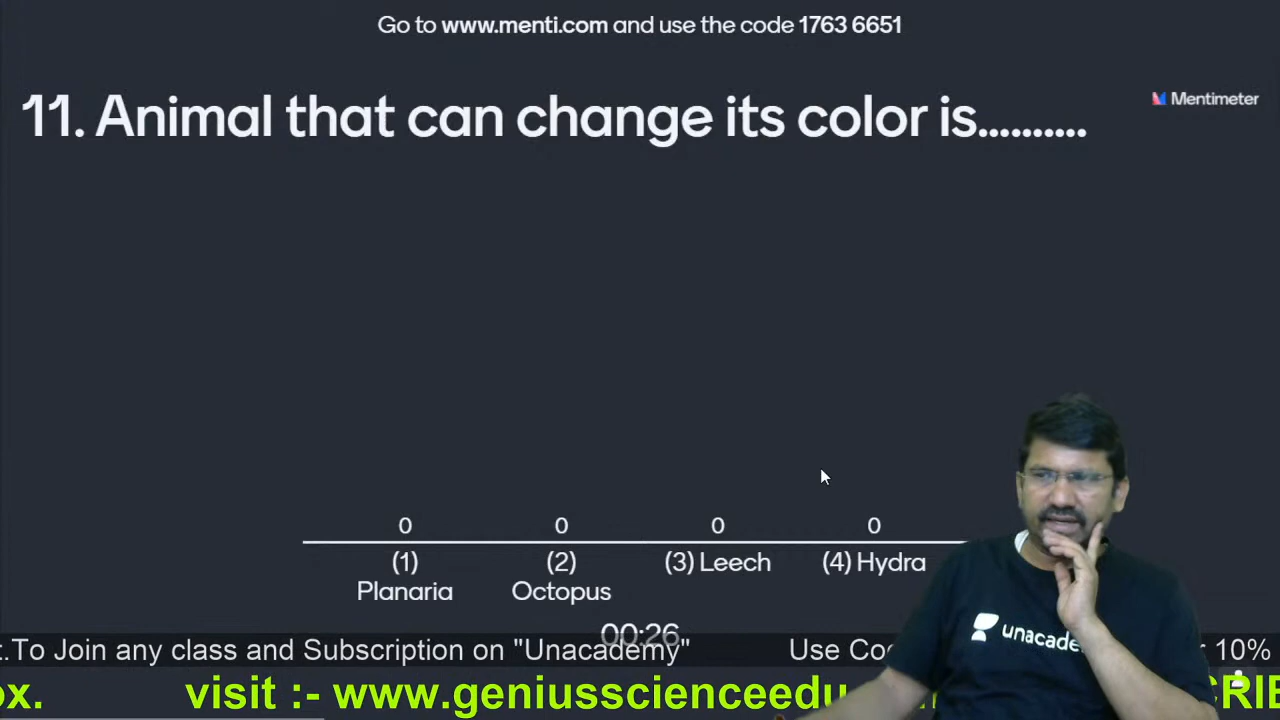 Go to www.menti.com and use the code 1763 6651
11. Animal that can change its color is..........
Mentimeter
0 0 0 0
(1) Planaria
(2) Octopus
(3) Leech
(4) Hydra
00:26
unacade
.To Join any class and Subscription on "Unacademy" Use 10%
ox. visit :- www.geniusscienceedu